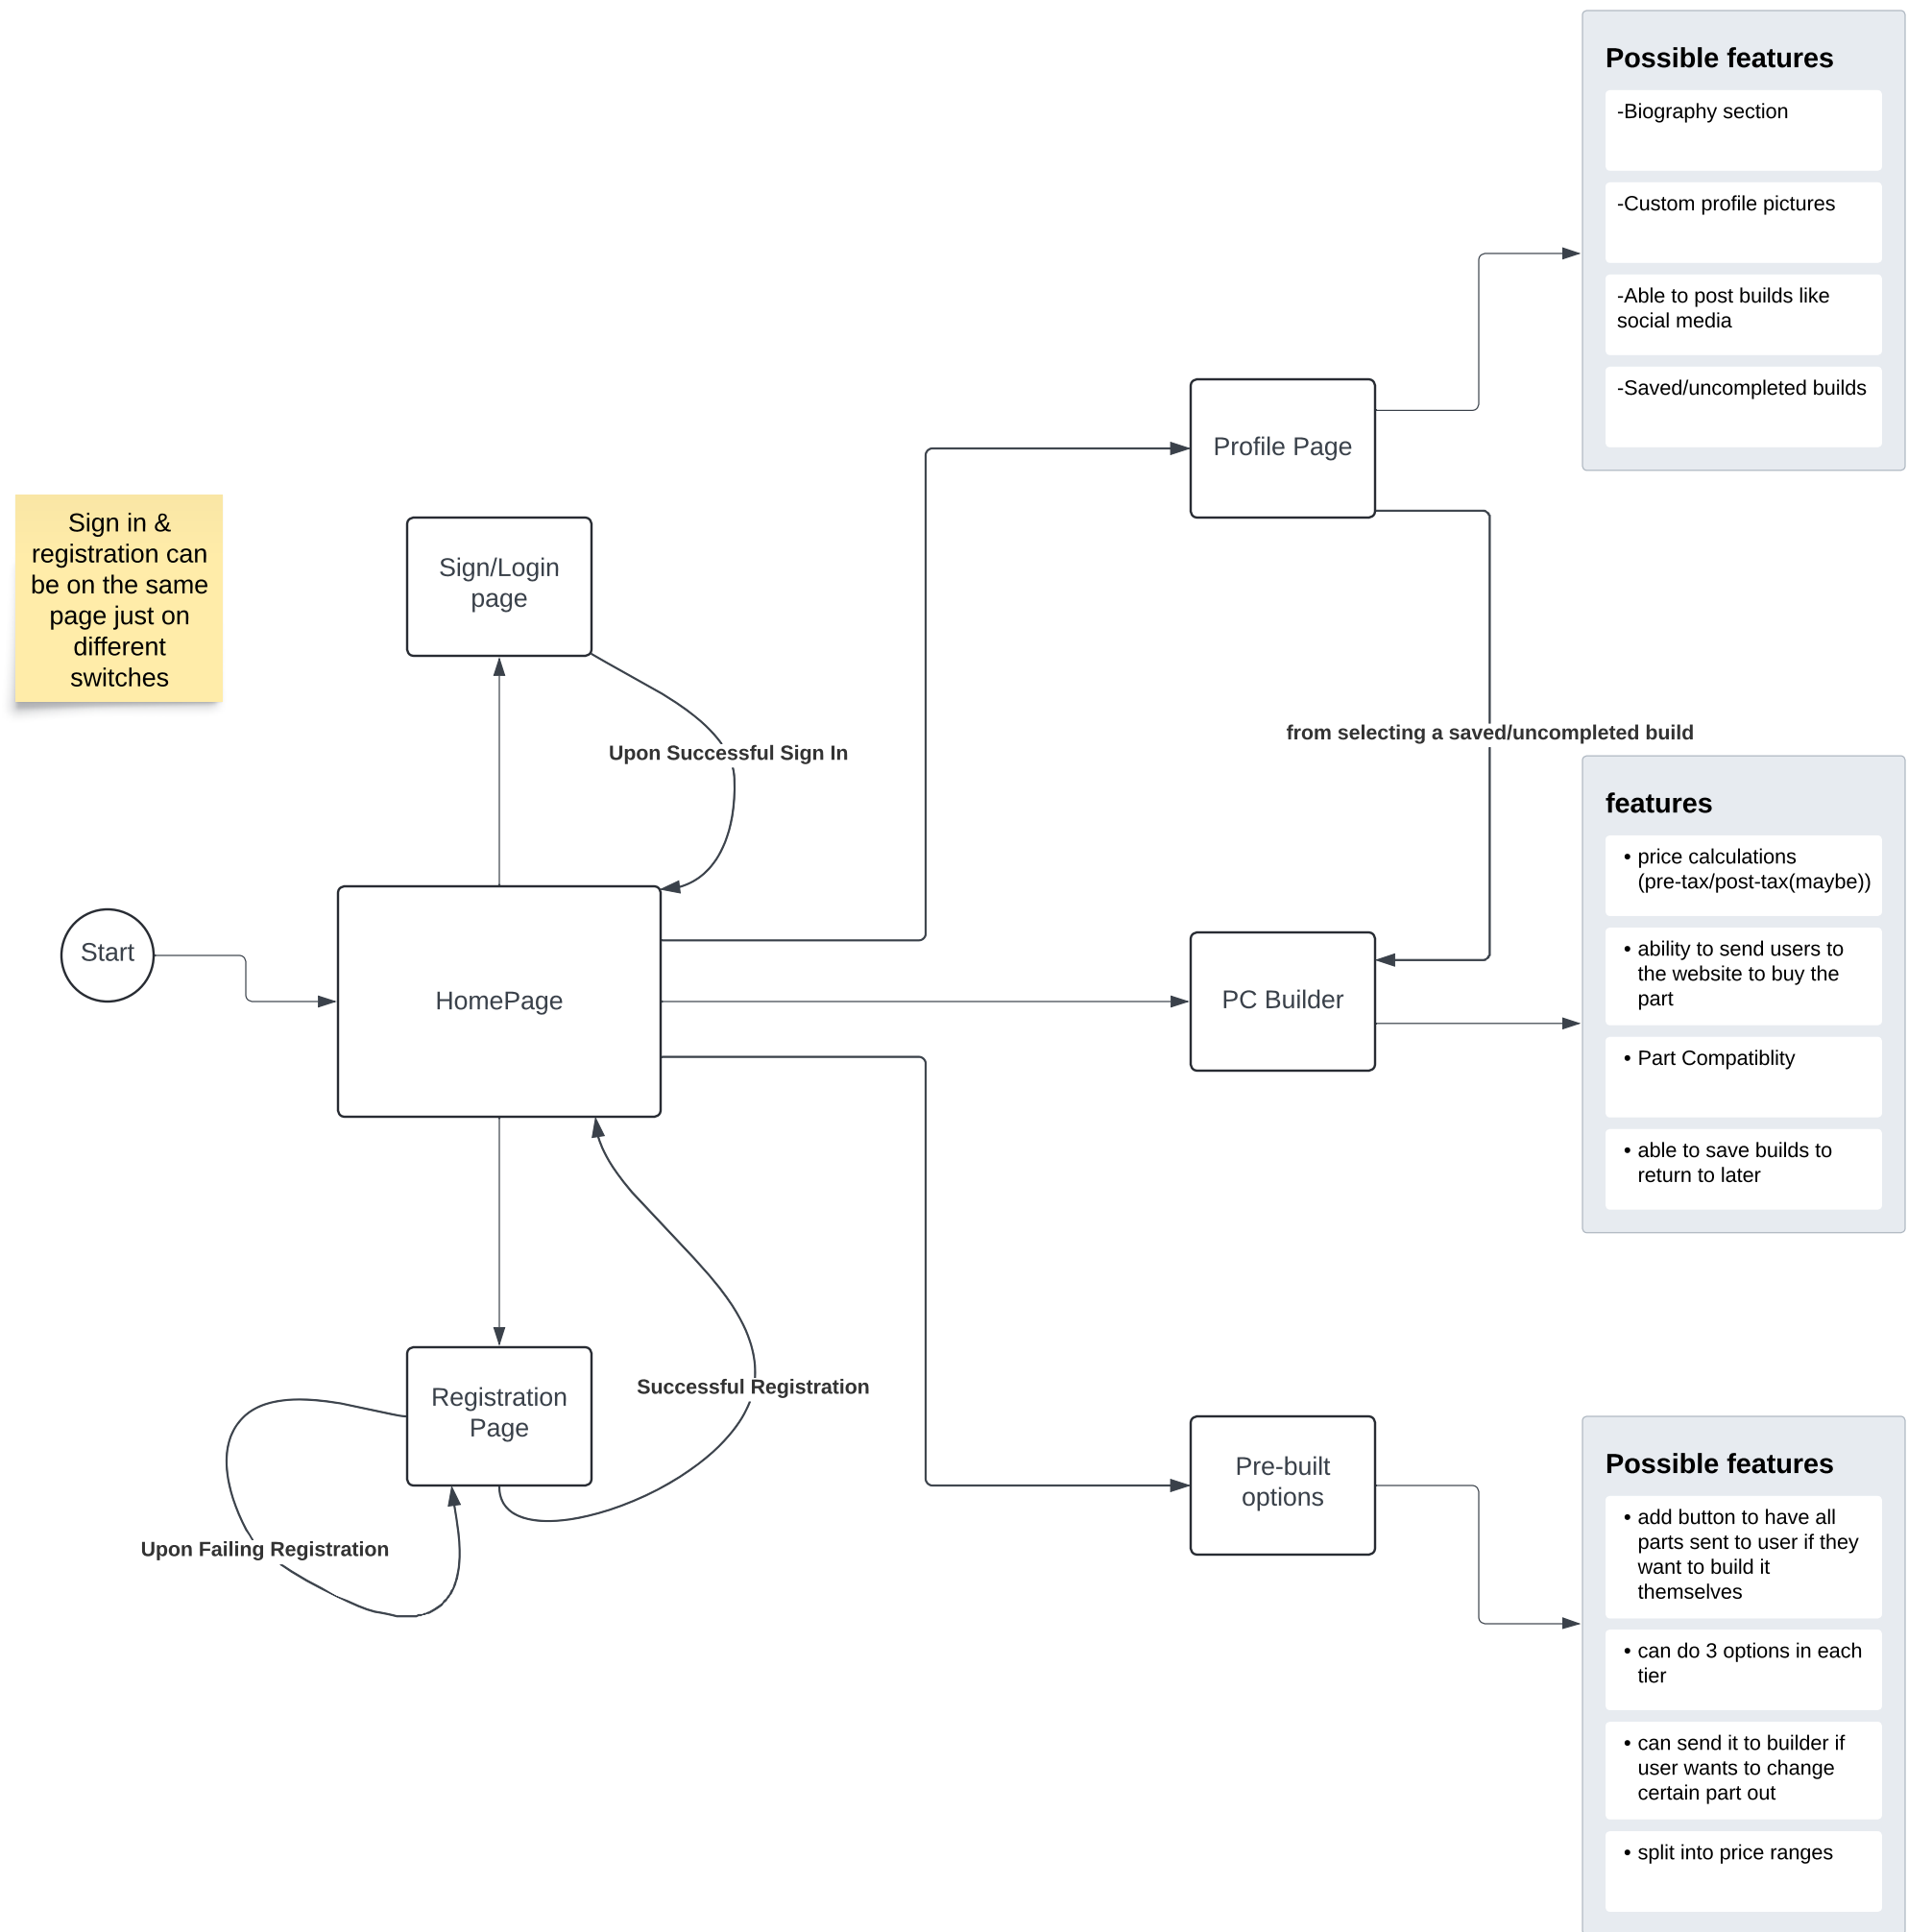 Possible features
-Biography section
-Custom profile pictures
-Able to post builds like
social media
-Saved/uncompleted builds
Profile Page
Sign in &
registration can
be on the same
page just on
different
switches
Sign/Login
page
Upon Successful Sign In
from selecting a saved/uncompleted build
features
• price calculations
(pre-tax/post-tax(maybe))
• ability to send users to
the website to buy the
part
• Part Compatiblity
• able to save builds to
return to later
Start
HomePage
PC Builder
Registration
Page
Successful Registration
Upon Failing Registration
Pre-built
options
Possible features
• add button to have all
parts sent to user if they
want to build it
themselves
• can do 3 options in each
tier
• can send it to builder if
user wants to change
certain part out
• split into price ranges